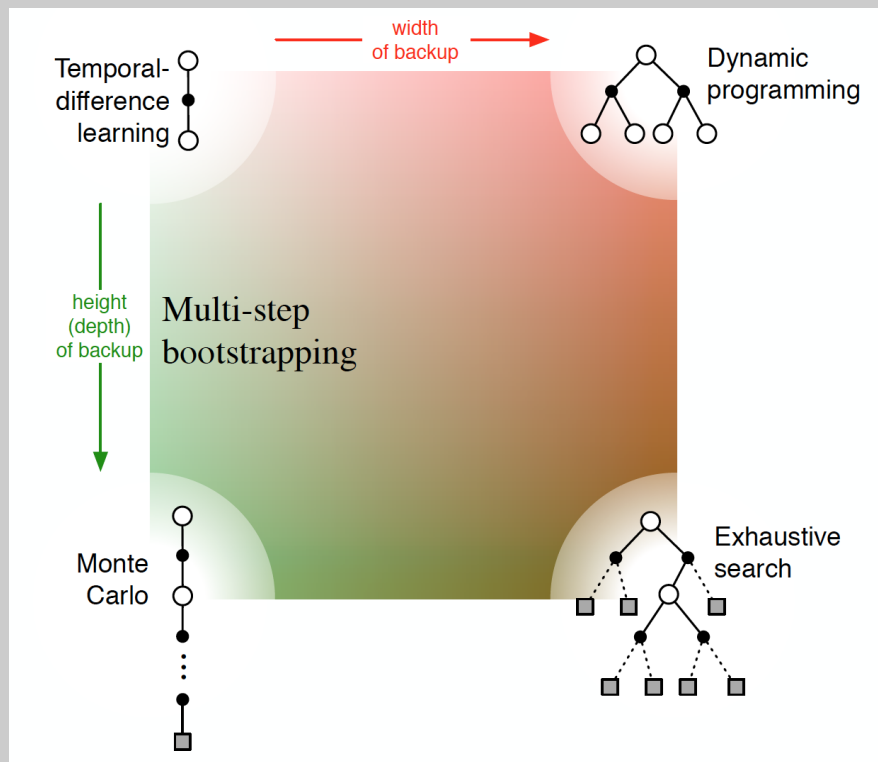 width
of backup
Temporal-
difference
learning
Dynamic
programming
height
(depth)
of backup
Multi-step
bootstrapping
Monte
Carlo
Exhaustive
search